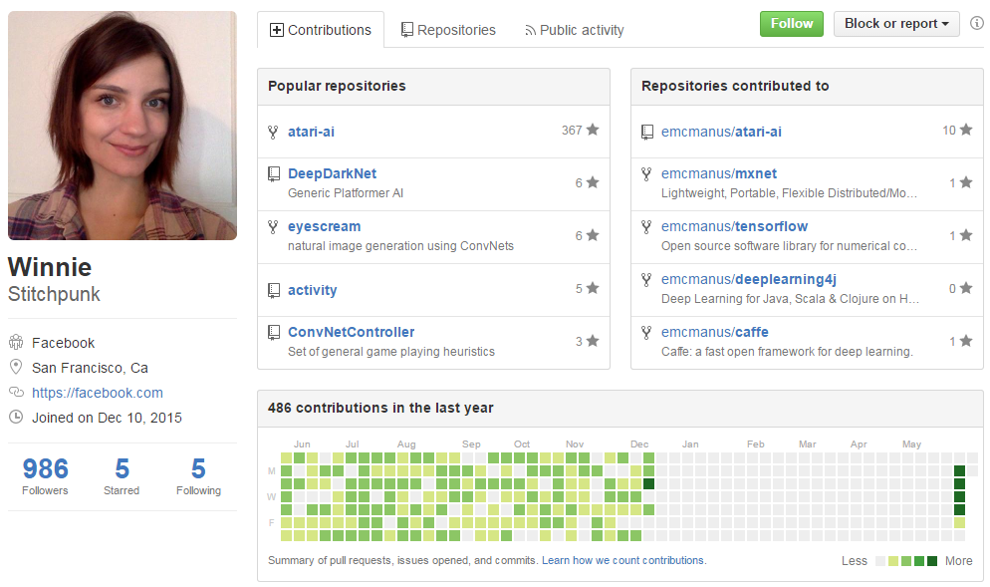 Contributions Repositories Public activity Follow Block or report
Winnie
Stitchpunk
Facebook
San Francisco, Ca
https://facebook.com
Joined on Dec 10, 2015
986 5 5
Followers Starred Following
Popular repositories
atari-ai 367
DeepDarkNet 6
Generic Platformer AI
eyescream 6
natural image generation using ConvNets
activity 5
ConvNetController 3
Set of general game playing heuristics
Repositories contributed to
emcmanus/atari-ai 10
emcmanus/mxnet 1
Lightweight, Portable, Flexible Distributed/Mo…
emcmanus/tensorflow 1
Open source software library for numerical co…
emcmanus/deeplearning4j 0
Deep Learning for Java, Scala & Clojure on H…
emcmanus/caffe 1
Caffe: a fast open framework for deep learning.
486 contributions in the last year
Jun Jul Aug Sep Oct Nov Dec Jan Feb Mar Apr May
M
W
F
Summary of pull requests, issues opened, and commits. Learn how we count contributions. Less More